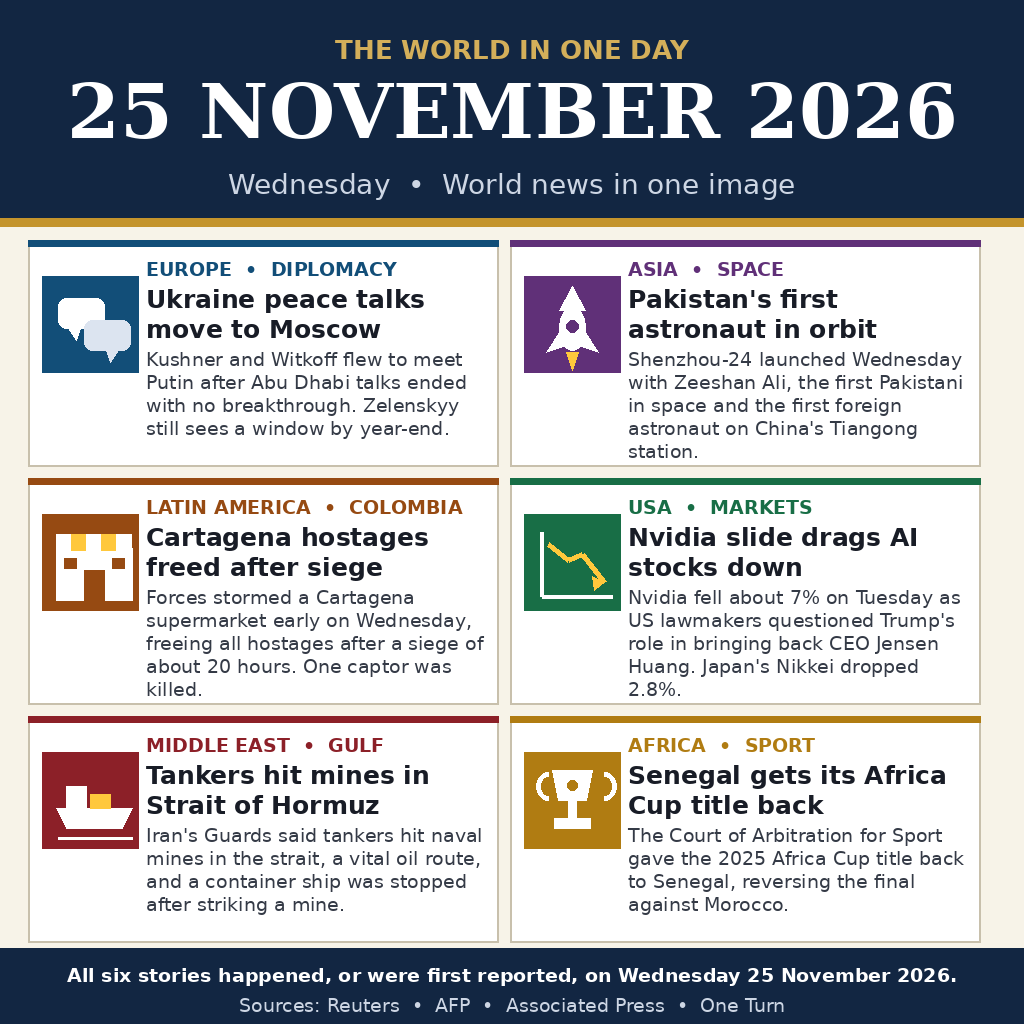 THE WORLD IN ONE DAY
25 NOVEMBER 2026
Wednesday • World news in one image
EUROPE • DIPLOMACY
Ukraine peace talks
move to Moscow
Kushner and Witkoff flew to meet
Putin after Abu Dhabi talks ended
with no breakthrough. Zelenskyy
still sees a window by year-end.
ASIA • SPACE
Pakistan's first
astronaut in orbit
Shenzhou-24 launched Wednesday
with Zeeshan Ali, the first Pakistani
in space and the first foreign
astronaut on China's Tiangong
station.
LATIN AMERICA • COLOMBIA
Cartagena hostages
freed after siege
Forces stormed a Cartagena
supermarket early on Wednesday,
freeing all hostages after a siege of
about 20 hours. One captor was
killed.
USA • MARKETS
Nvidia slide drags AI
stocks down
Nvidia fell about 7% on Tuesday as
US lawmakers questioned Trump's
role in bringing back CEO Jensen
Huang. Japan's Nikkei dropped
2.8%.
MIDDLE EAST • GULF
Tankers hit mines in
Strait of Hormuz
Iran's Guards said tankers hit naval
mines in the strait, a vital oil route,
and a container ship was stopped
after striking a mine.
AFRICA • SPORT
Senegal gets its Africa
Cup title back
The Court of Arbitration for Sport
gave the 2025 Africa Cup title back
to Senegal, reversing the final
against Morocco.
All six stories happened, or were first reported, on Wednesday 25 November 2026.
Sources: Reuters • AFP • Associated Press • One Turn